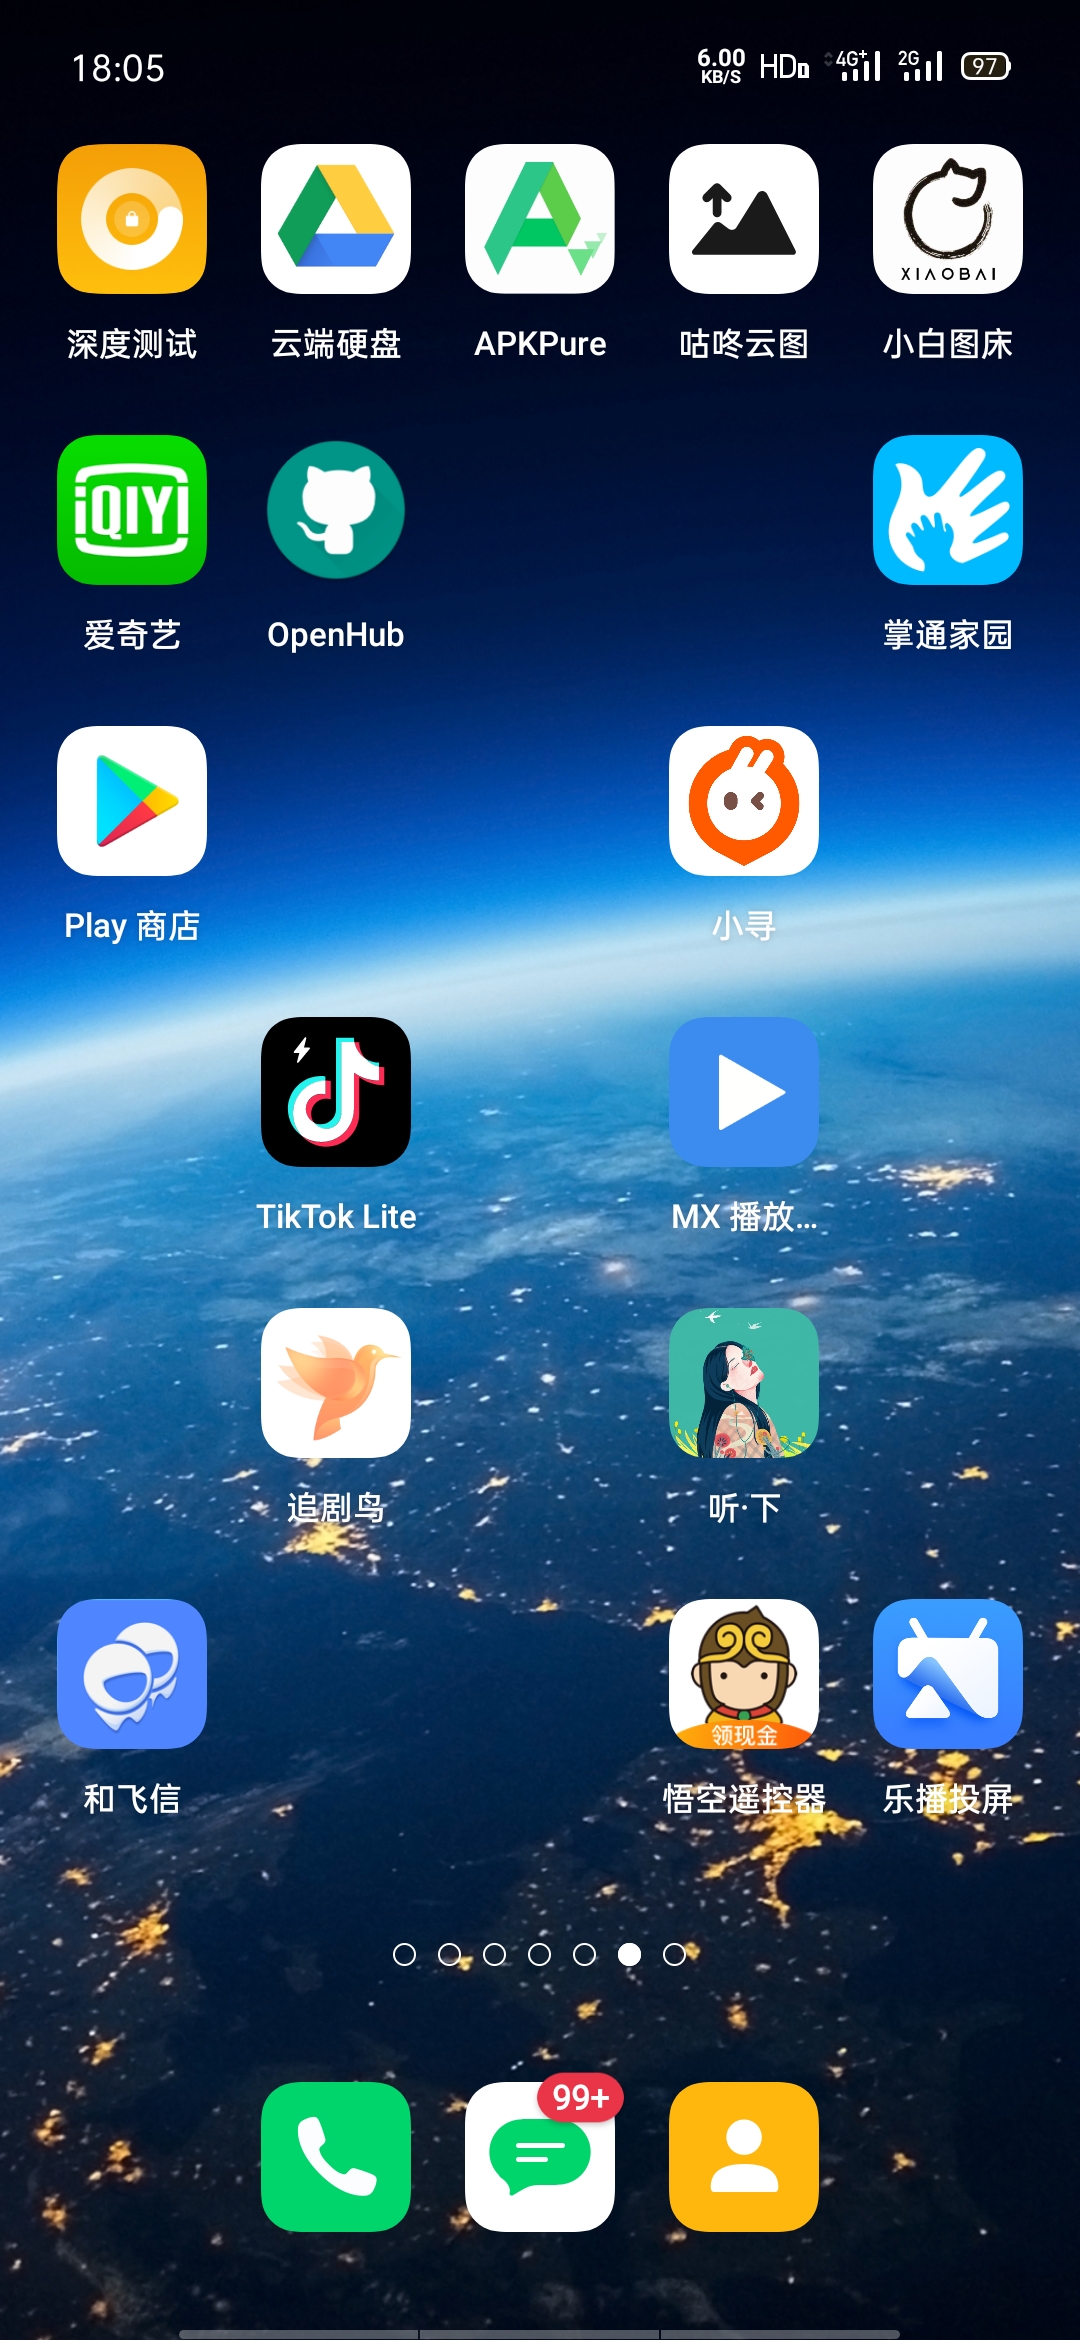 18:05
6.00
KB/S
HD
4G+
2G
97
XIAOBAI
深度测试
云端硬盘
APKPure
咕咚云图
小白图床
iQIYI
爱奇艺
OpenHub
掌通家园
Play 商店
小寻
TikTok Lite
MX 播放...
追剧鸟
听·下
领现金
和飞信
悟空遥控器
乐播投屏
99+